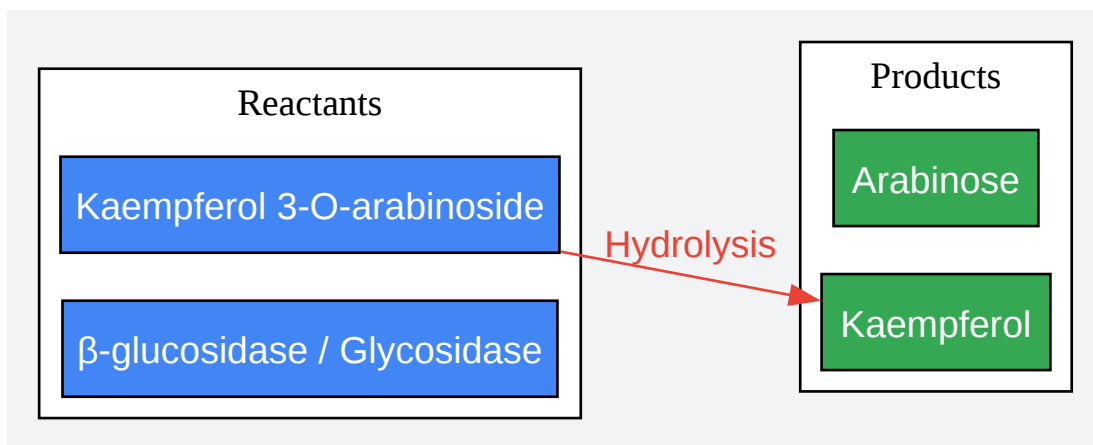 Reactants
Kaempferol 3-O-arabinoside
β-glucosidase / Glycosidase
Hydrolysis
Products
Arabinose
Kaempferol